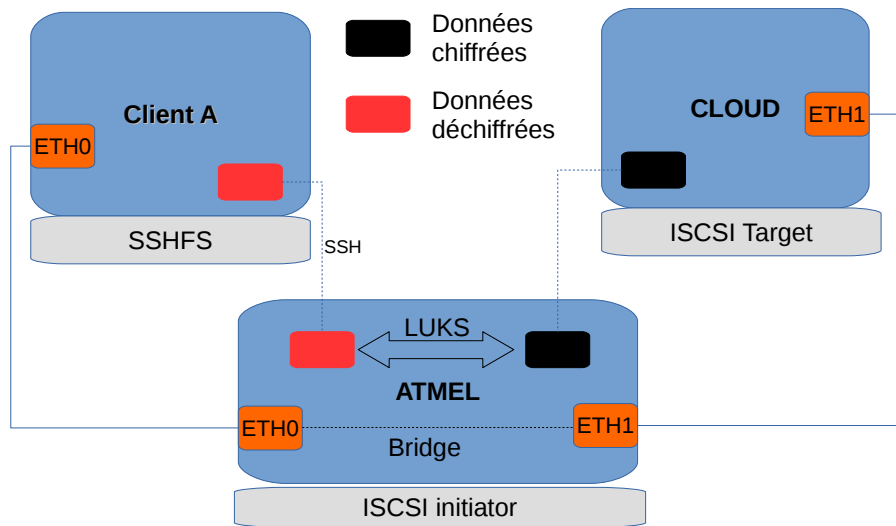 Données
chiffrées
Données
déchiffrées
Client A
ETH0
SSHFS
CLOUD
ETH1
ISCSI Target
SSH
LUKS
ATMEL
ETH0
ETH1
Bridge
ISCSI initiator